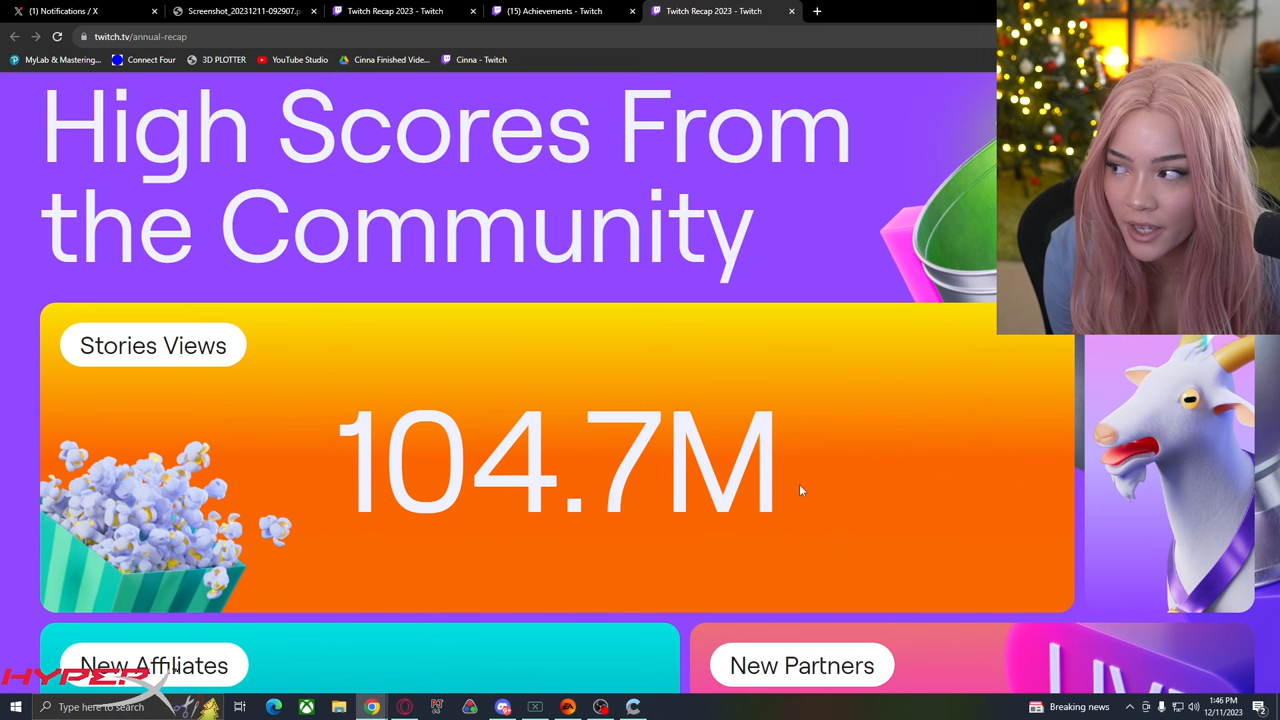 (1) Notifications / X
Screenshot_20231211-092907.p
Twitch Recap 2023 - Twitch
(15) Achievements - Twitch
Twitch Recap 2023 - Twitch
twitch.tv/annual-recap
MyLab & Mastering...
Connect Four
3D PLOTTER
YouTube Studio
Cinna Finished Vide...
Cinna - Twitch
High Scores From
the Community
Stories Views
104.7M
New Affiliates
New Partners
LIVE
HYPERX
Type here to search
Breaking news
1:46 PM
12/11/2023
2